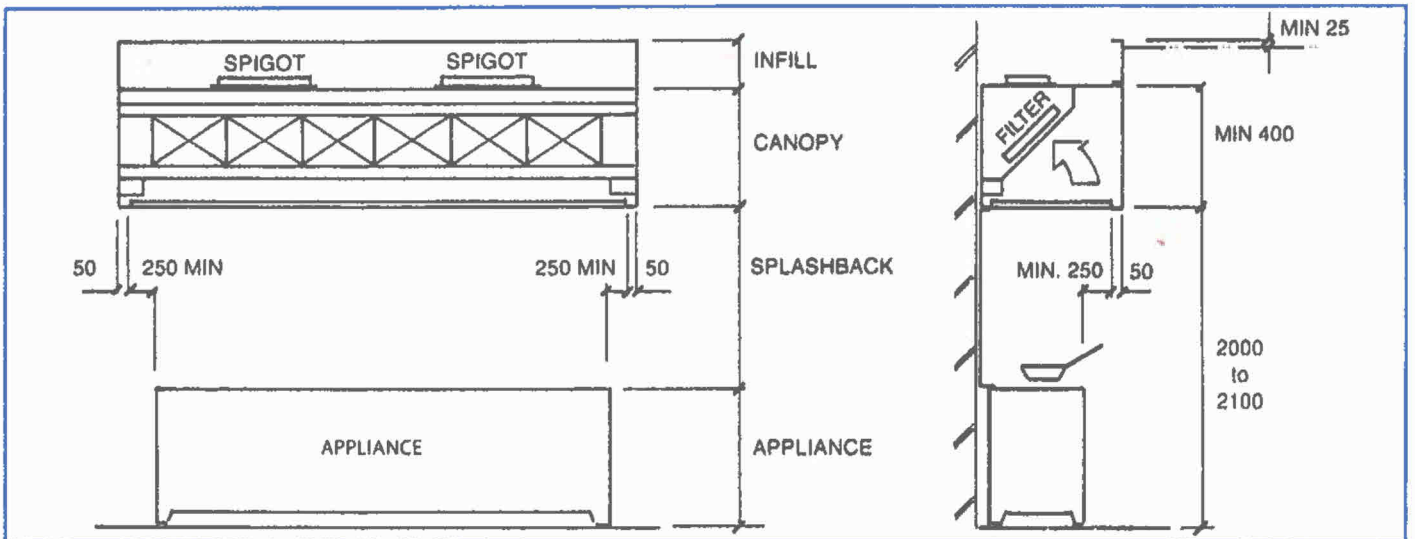 MIN 25
SPIGOT SPIGOT
INFILL
FILTER
CANOPY
MIN 400
50 250 MIN 250 MIN 50
SPLASHBACK
MIN. 250 50
2000
to
2100
APPLIANCE
APPLIANCE